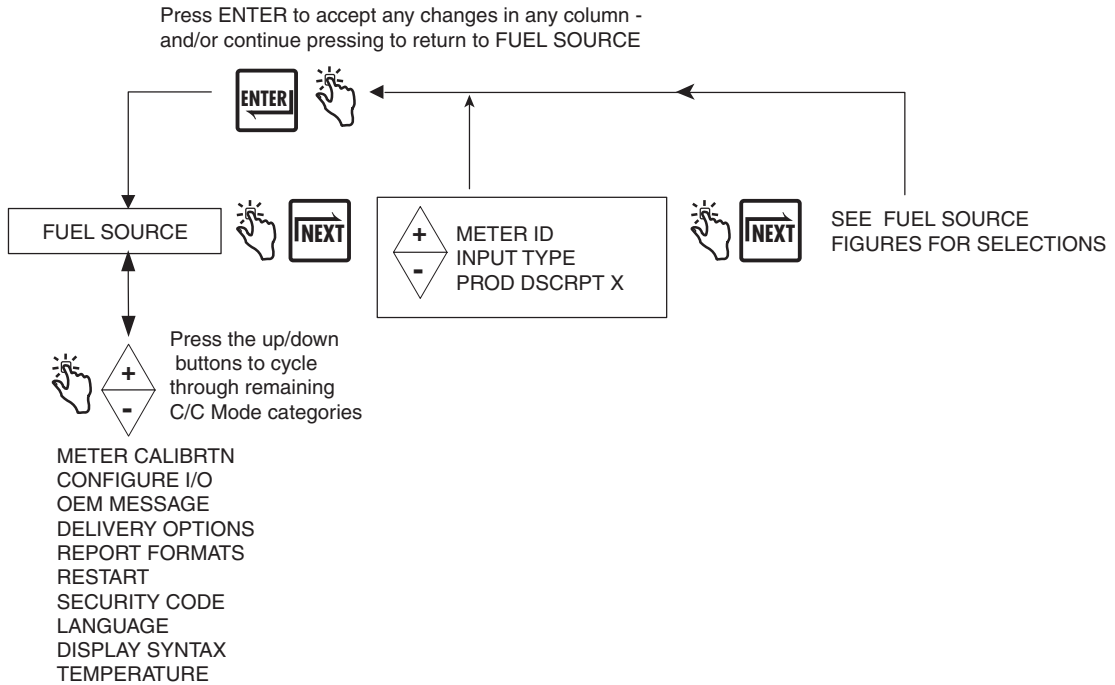 Press ENTER to accept any changes in any column -
and/or continue pressing to return to FUEL SOURCE
ENTER
FUEL SOURCE
NEXT
+
-
METER ID
INPUT TYPE
PROD DSCRPT X
NEXT
SEE FUEL SOURCE
FIGURES FOR SELECTIONS
+
-
Press the up/down
buttons to cycle
through remaining
C/C Mode categories
METER CALIBRTN
CONFIGURE I/O
OEM MESSAGE
DELIVERY OPTIONS
REPORT FORMATS
RESTART
SECURITY CODE
LANGUAGE
DISPLAY SYNTAX
TEMPERATURE